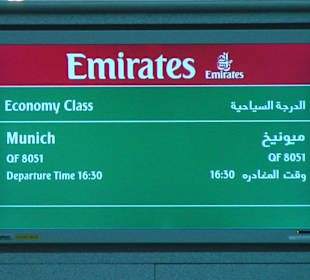 Emirates
Emirates
Economy Class الدرجة السياحية
Munich ميونيخ
QF 8051 QF 8051
Departure Time 16:30 وقت المغادره 16:30